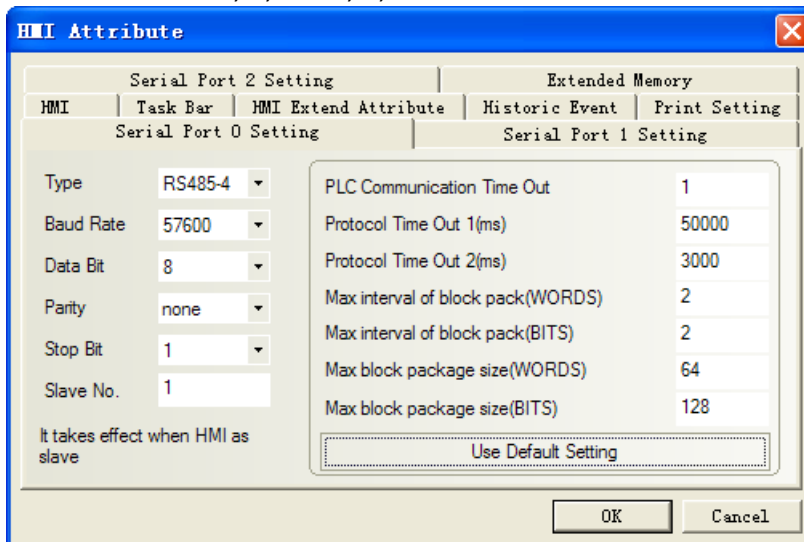 HMI Attribute
Serial Port 2 Setting Extended Memory
HMI Task Bar HMI Extend Attribute Historic Event Print Setting
Serial Port 0 Setting Serial Port 1 Setting
Type RS485-4
Baud Rate 57600
Data Bit 8
Parity none
Stop Bit 1
Slave No. 1
It takes effect when HMI as
slave
PLC Communication Time Out 1
Protocol Time Out 1(ms) 50000
Protocol Time Out 2(ms) 3000
Max interval of block pack(WORDS) 2
Max interval of block pack(BITS) 2
Max block package size(WORDS) 64
Max block package size(BITS) 128
Use Default Setting
OK Cancel